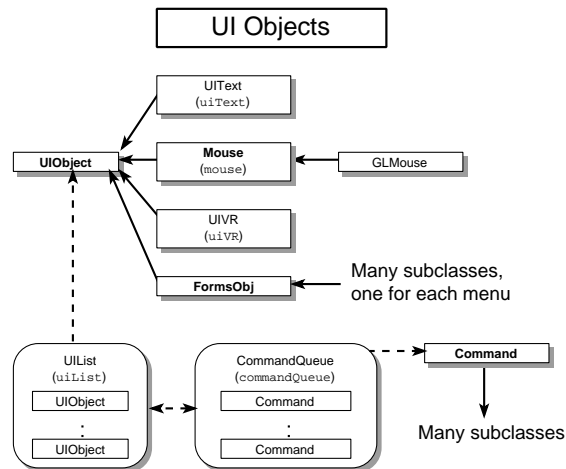 UI Objects
UIText
(uiText)
UIObject
Mouse
(mouse)
GLMouse
UIVR
(uiVR)
FormsObj
Many subclasses,
one for each menu
UIList
(uiList)
UIObject
:
UIObject
CommandQueue
(commandQueue)
Command
:
Command
Command
Many subclasses